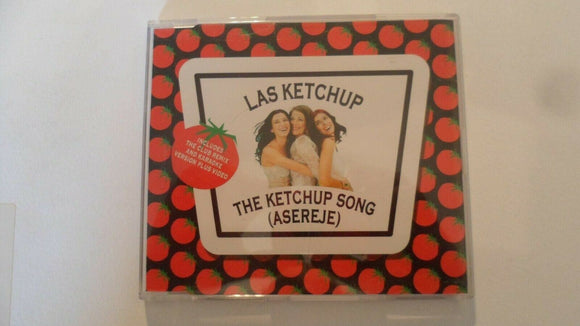 LAS KETCHUP
INCLUDES
THE CLUB REMIX
AND KARAOKE
VERSION PLUS VIDEO
THE KETCHUP SONG
(ASEREJE)